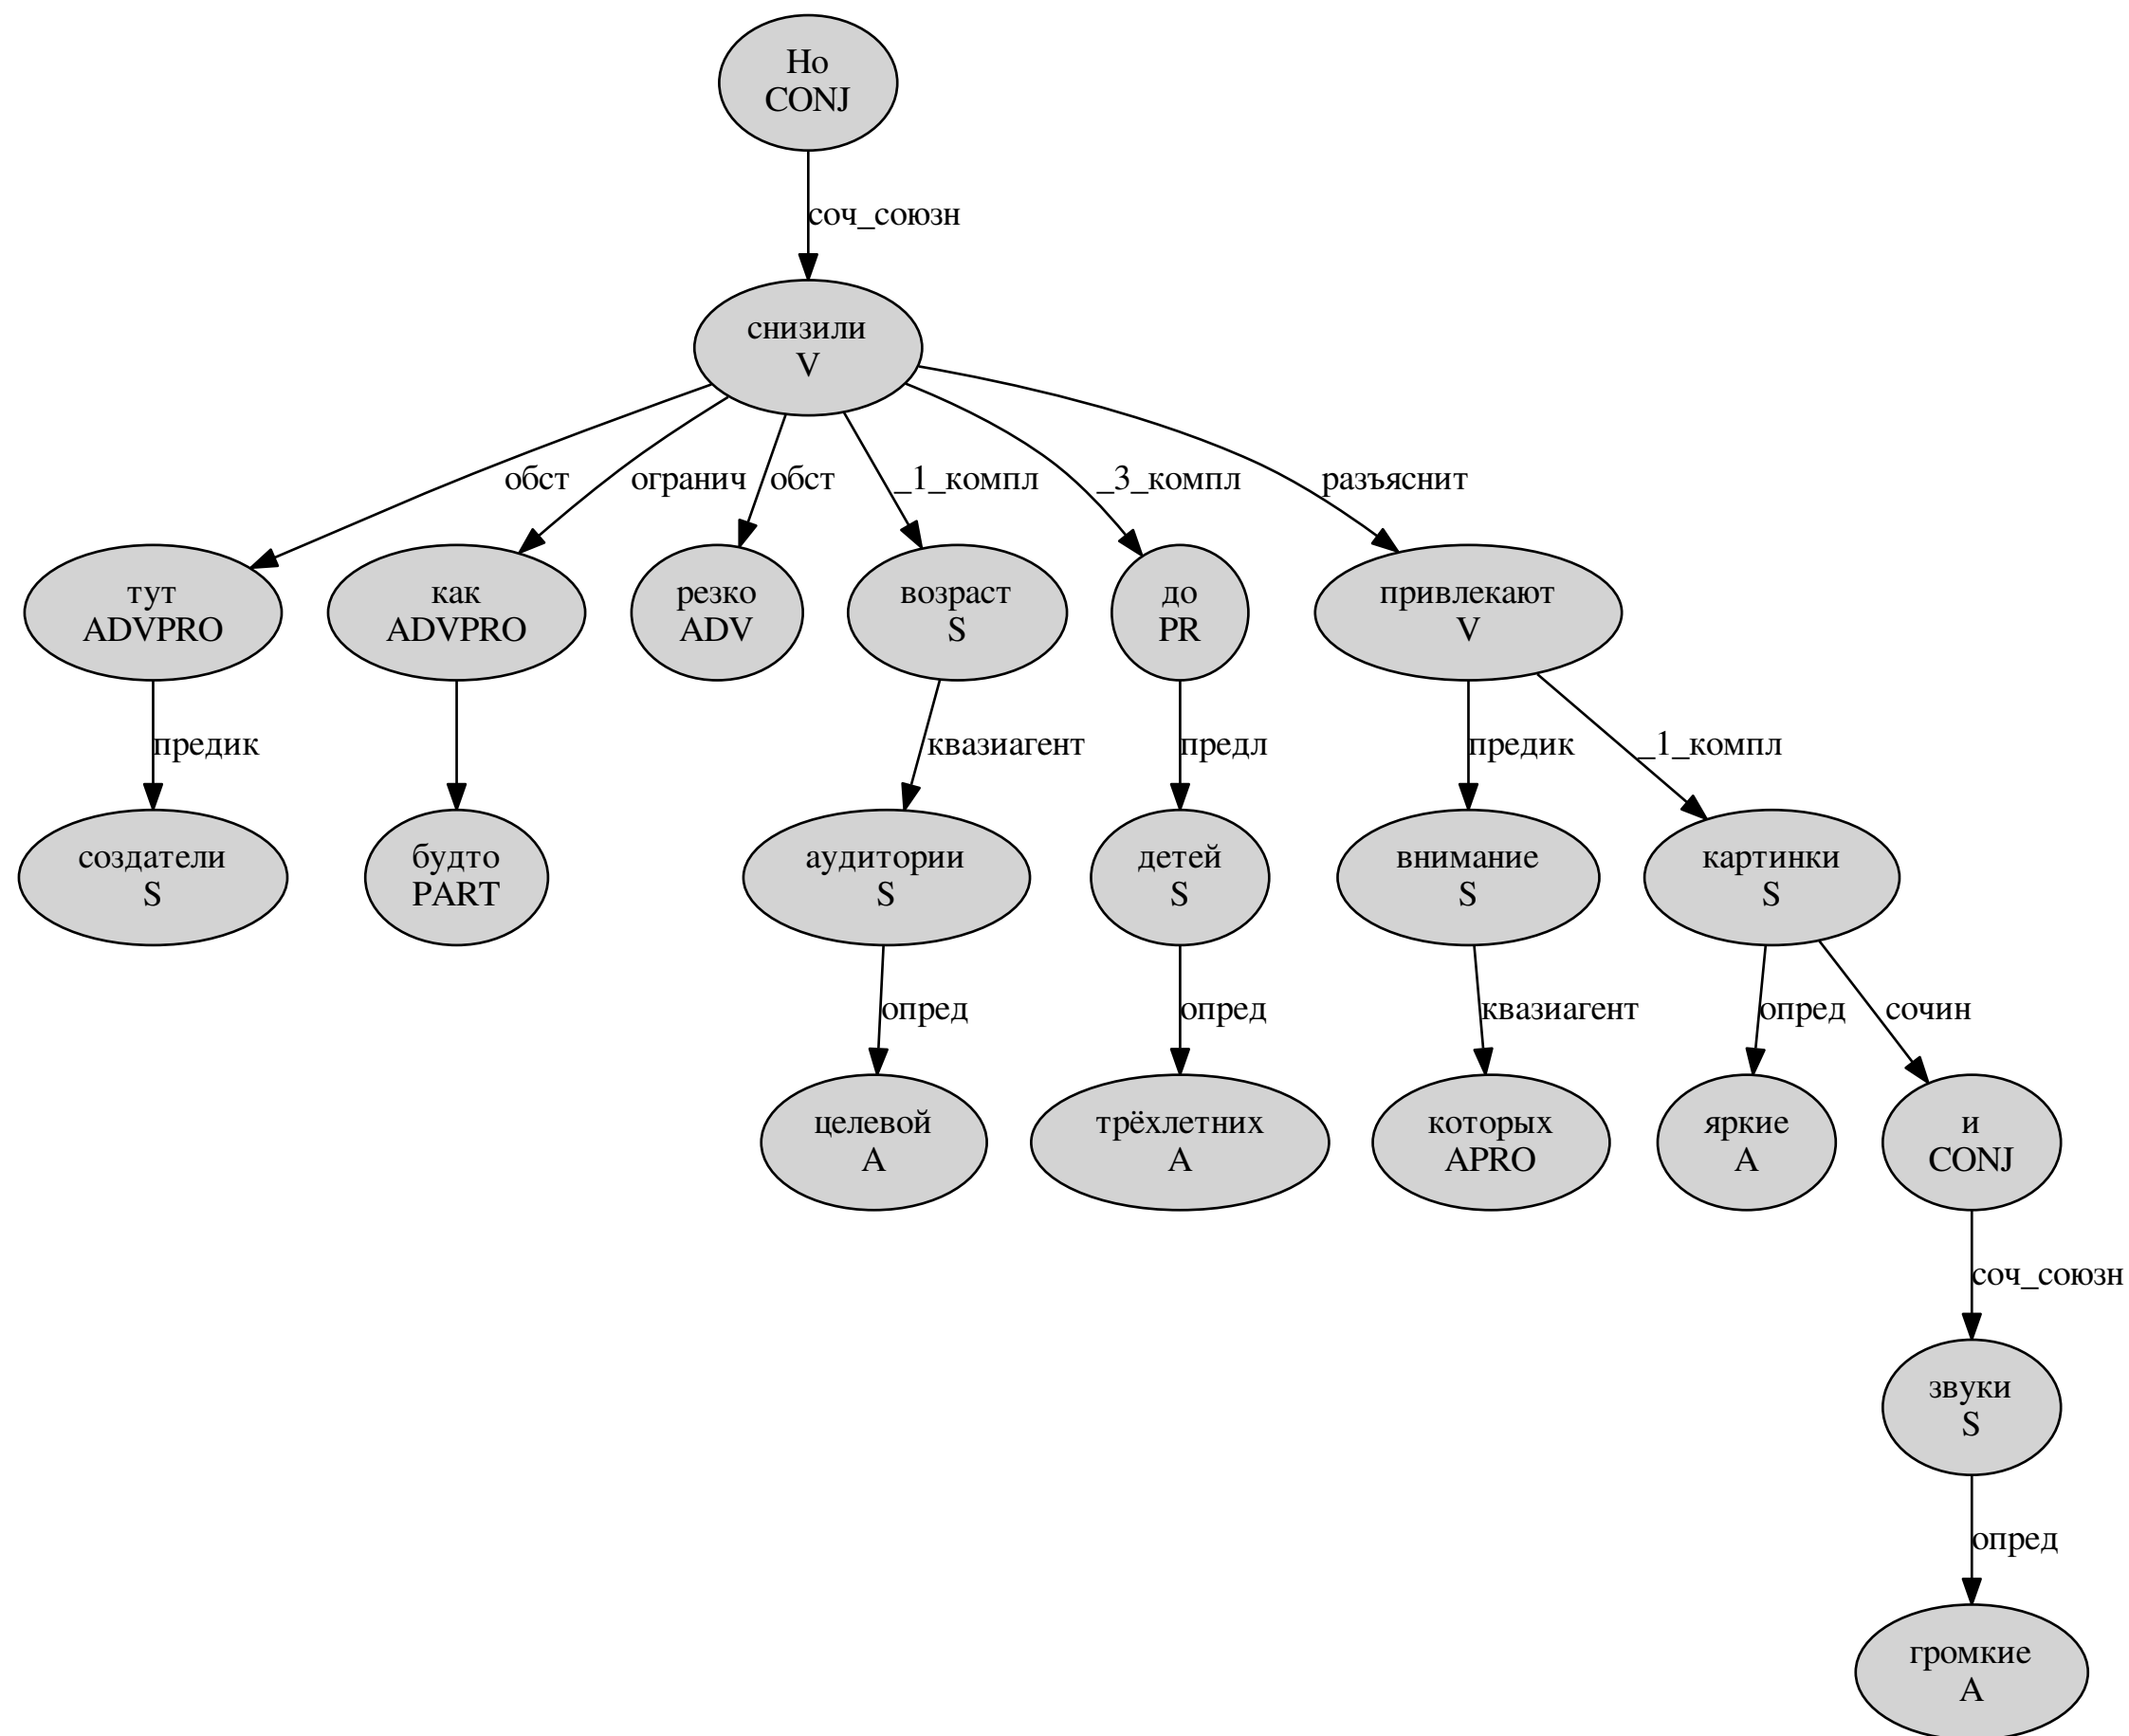 Но
CONJ
соч_союзн
снизили
V
обст
огранич
обст
_1_компл
_3_компл
разъяснит
тут
ADVPRO
как
ADVPRO
резко
ADV
возраст
S
до
PR
привлекают
V
предик
квазиагент
предл
предик
_1_компл
создатели
S
будто
PART
аудитории
S
детей
S
внимание
S
картинки
S
опред
опред
квазиагент
опред
сочин
целевой
A
трёхлетних
A
которых
APRO
яркие
A
и
CONJ
соч_союзн
звуки
S
опред
громкие
A